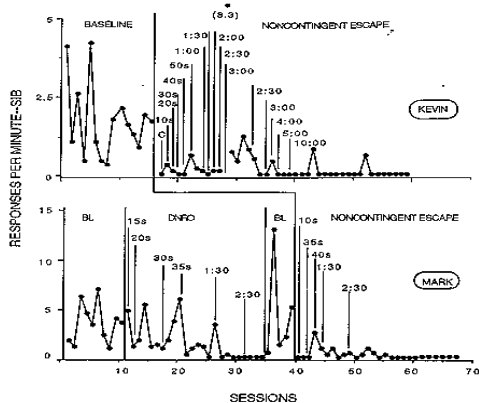 (8.3)
BASELINE
NONCONTINGENT ESCAPE
5
2.5
0
C
10s
20s
30s
40s
50s
1:00
1:30
2:00
2:30
3:00
2:30
3:00
4:00
5:00
10:00
KEVIN
RESPONSES PER MINUTE--SIB
BL
DNRO
BL
NONCONTINGENT ESCAPE
15
10
5
0
15s
20s
30s
35s
1:30
2:30
10s
35s
40s
1:30
2:30
MARK
0
10
20
30
40
50
60
70
SESSIONS